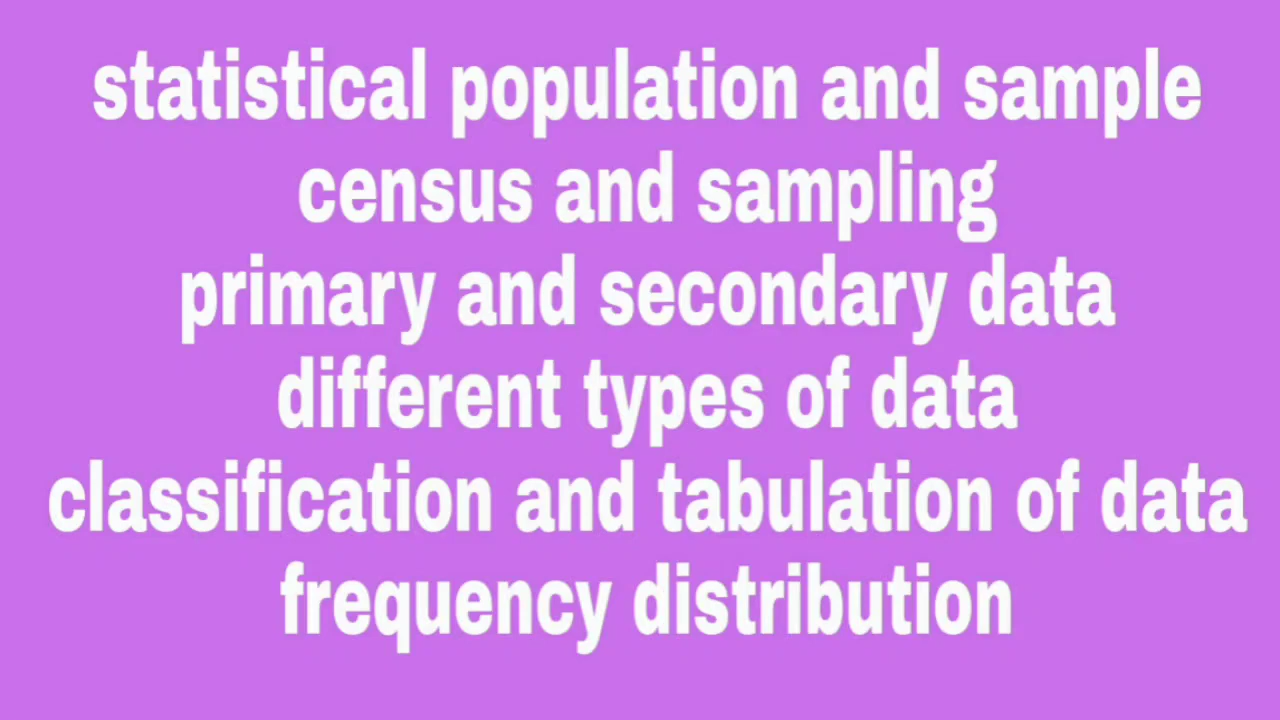 statistical population and sample
census and sampling
primary and secondary data
different types of data
classification and tabulation of data
frequency distribution